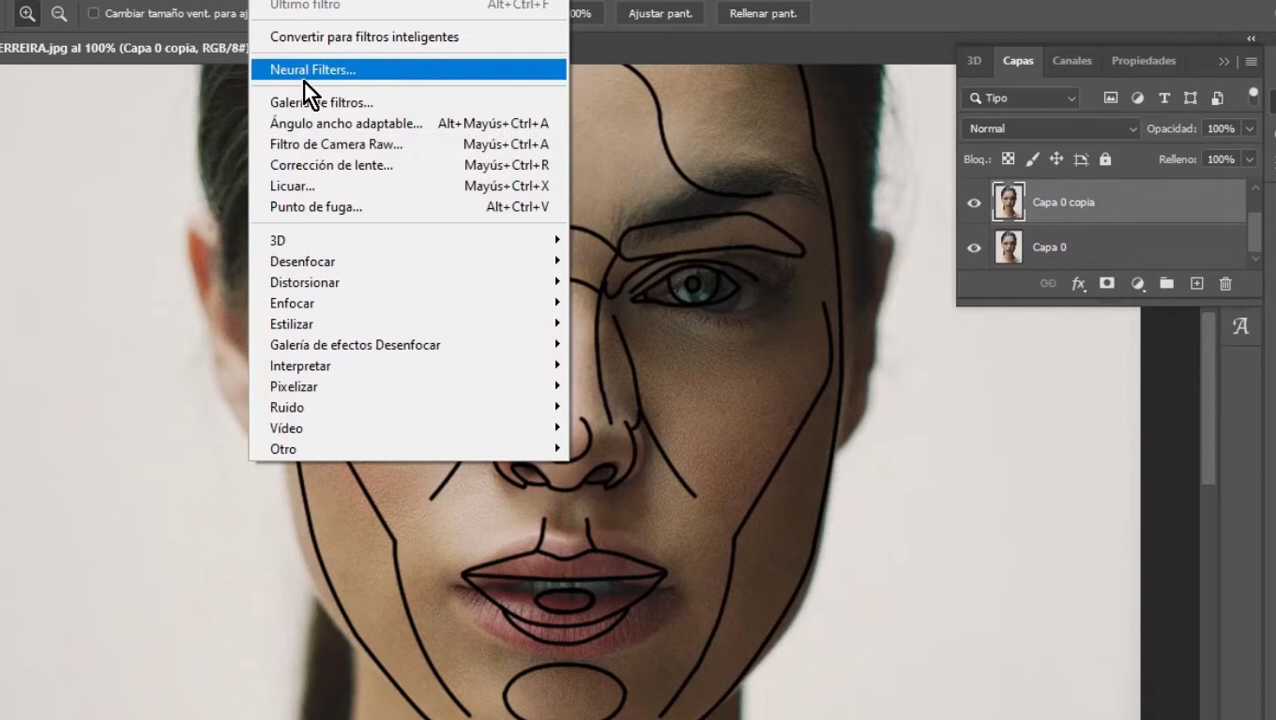 Último filtro Alt+Ctrl+F
Cambiar tamaño vent. para aj
00%
Ajustar pant.
Rellenar pant.
Convertir para filtros inteligentes
ERREIRA.jpg al 100% (Capa 0 copia, RGB/8#)
Neural Filters...
Galería de filtros...
Ángulo ancho adaptable... Alt+Mayús+Ctrl+A
Filtro de Camera Raw... Mayús+Ctrl+A
Corrección de lente... Mayús+Ctrl+R
Licuar... Mayús+Ctrl+X
Punto de fuga... Alt+Ctrl+V
3D
Desenfocar
Distorsionar
Enfocar
Estilizar
Galería de efectos Desenfocar
Interpretar
Pixelizar
Ruido
Vídeo
Otro
3D Capas Canales Propiedades
Tipo
Normal Opacidad: 100%
Bloq.: Relleno: 100%
Capa 0 copia
Capa 0
fx
A